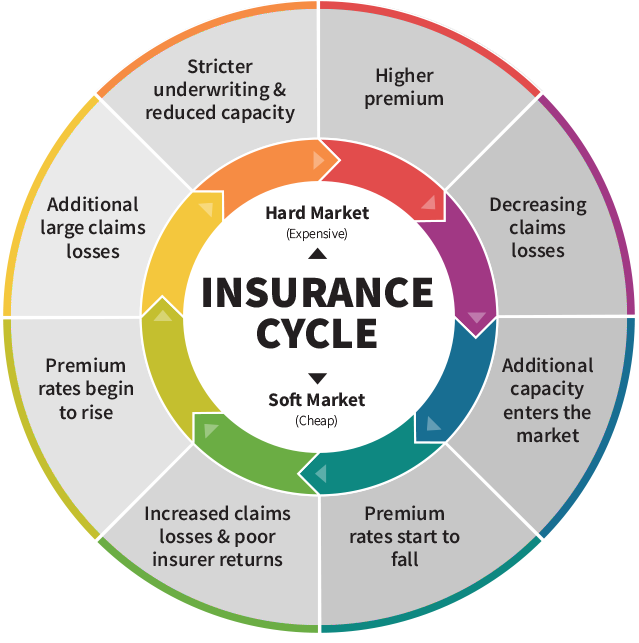 Stricter
underwriting &
reduced capacity
Higher
premium
Decreasing
claims
losses
Additional
capacity
enters the
market
Premium
rates start to
fall
Increased claims
losses & poor
insurer returns
Premium
rates begin
to rise
Additional
large claims
losses
Hard Market
(Expensive)
INSURANCE
CYCLE
Soft Market
(Cheap)